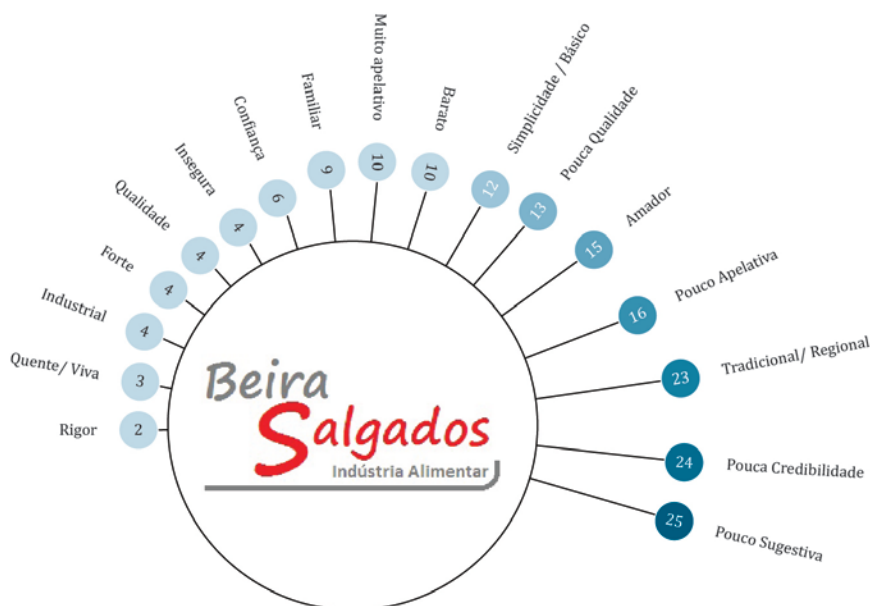 Rigor
2
Quente/ Viva
3
Industrial
4
Forte
4
Qualidade
4
Insegura
4
Confiança
6
Familiar
9
Muito apelativo
10
Barato
10
Simplicidade / Básico
12
Pouca Qualidade
13
Amador
15
Pouco Apelativa
16
Tradicional/ Regional
23
Pouca Credibilidade
24
Pouco Sugestiva
25
Beira
Salgados
Indústria Alimentar